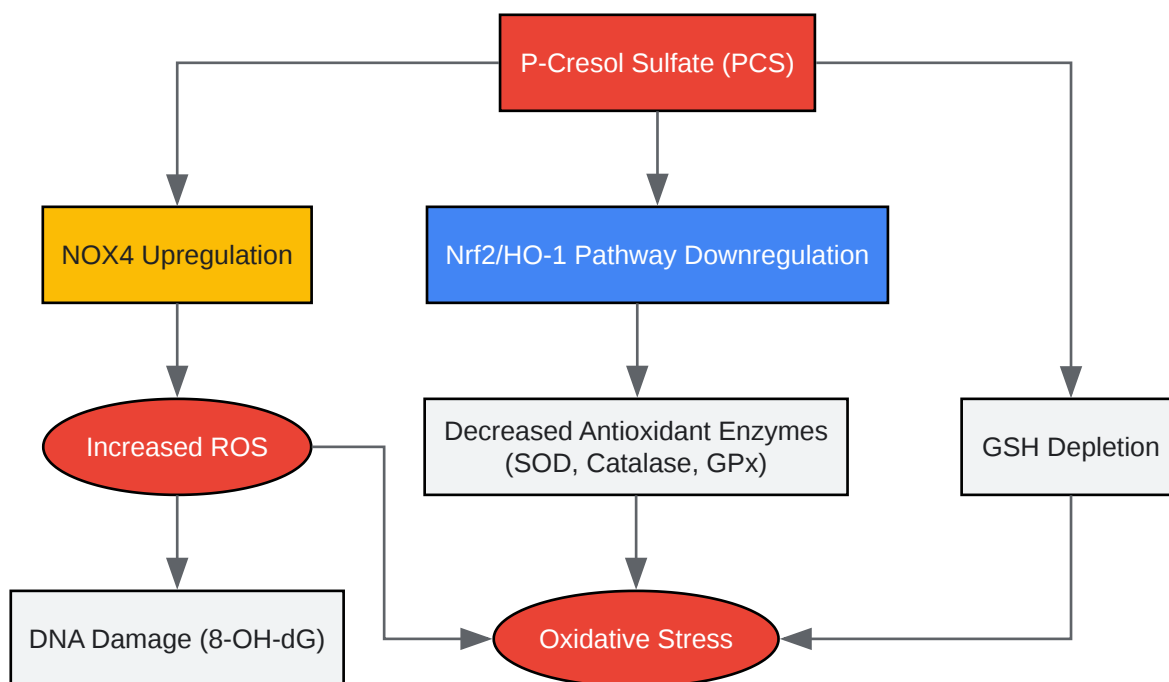 P-Cresol Sulfate (PCS)
NOX4 Upregulation
Nrf2/HO-1 Pathway Downregulation
Increased ROS
Decreased Antioxidant Enzymes
(SOD, Catalase, GPx)
GSH Depletion
DNA Damage (8-OH-dG)
Oxidative Stress